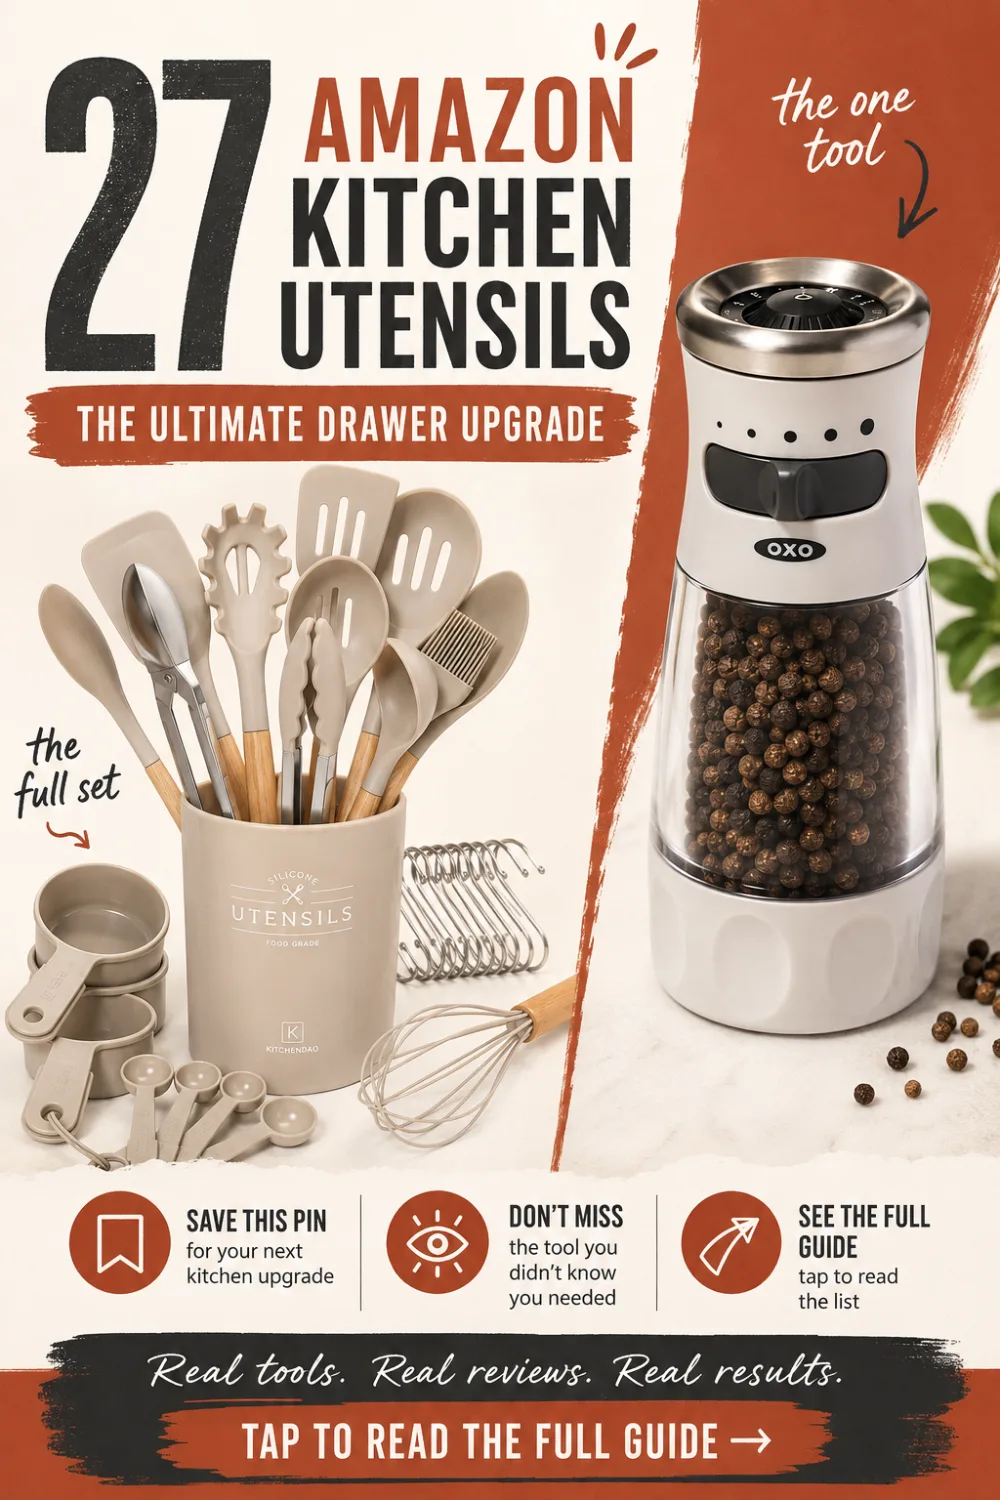 27
AMAZON
KITCHEN
UTENSILS
THE ULTIMATE DRAWER UPGRADE
the one
tool
OXO
the
full set
SILICONE
UTENSILS
FOOD GRADE
K
KITCHENDAO
SAVE THIS PIN
for your next
kitchen upgrade
DON'T MISS
the tool you
didn't know
you needed
SEE THE FULL
GUIDE
tap to read
the list
Real tools. Real reviews. Real results.
TAP TO READ THE FULL GUIDE →